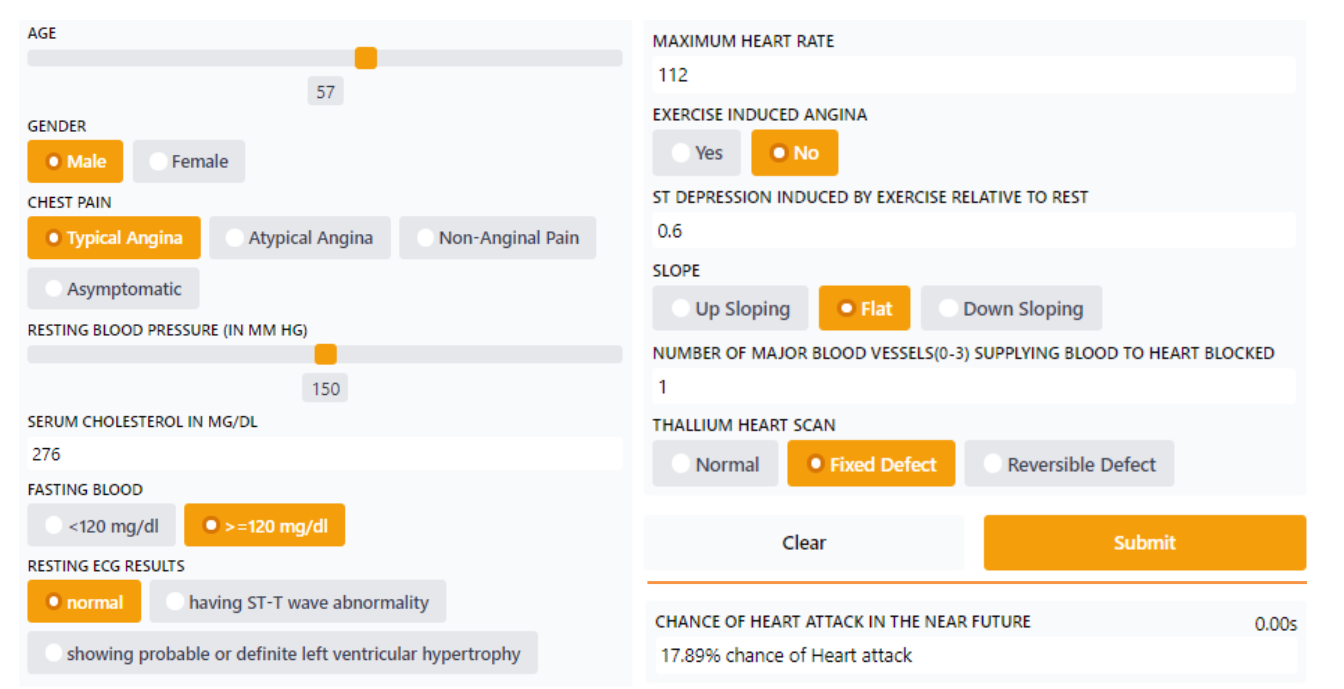 AGE
57
GENDER
Male Female
CHEST PAIN
Typical Angina Atypical Angina Non-Anginal Pain
Asymptomatic
RESTING BLOOD PRESSURE (IN MM HG)
150
SERUM CHOLESTEROL IN MG/DL
276
FASTING BLOOD
<120 mg/dl >=120 mg/dl
RESTING ECG RESULTS
normal having ST-T wave abnormality
showing probable or definite left ventricular hypertrophy
MAXIMUM HEART RATE
112
EXERCISE INDUCED ANGINA
Yes No
ST DEPRESSION INDUCED BY EXERCISE RELATIVE TO REST
0.6
SLOPE
Up Sloping Flat Down Sloping
NUMBER OF MAJOR BLOOD VESSELS(0-3) SUPPLYING BLOOD TO HEART BLOCKED
1
THALLIUM HEART SCAN
Normal Fixed Defect Reversible Defect
Clear Submit
CHANCE OF HEART ATTACK IN THE NEAR FUTURE 0.00s
17.89% chance of Heart attack